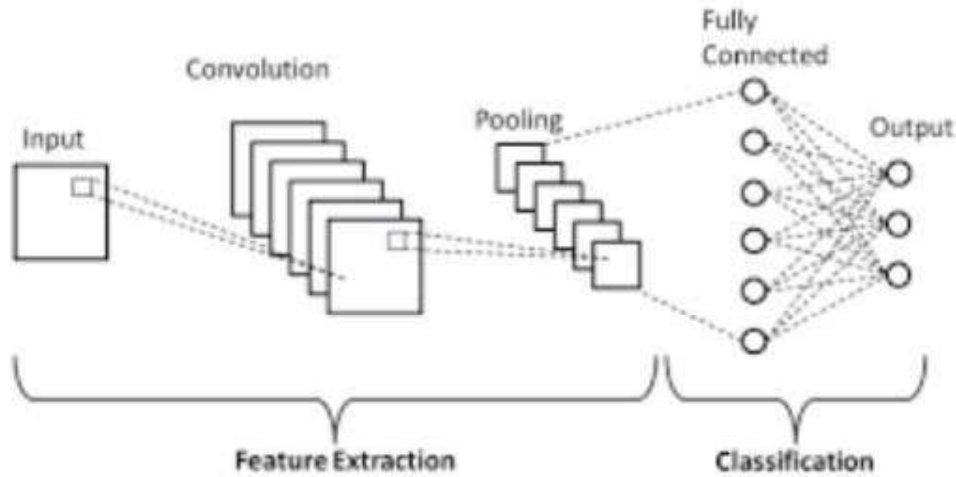 Input
Convolution
Pooling
Fully
Connected
Output
Feature Extraction
Classification